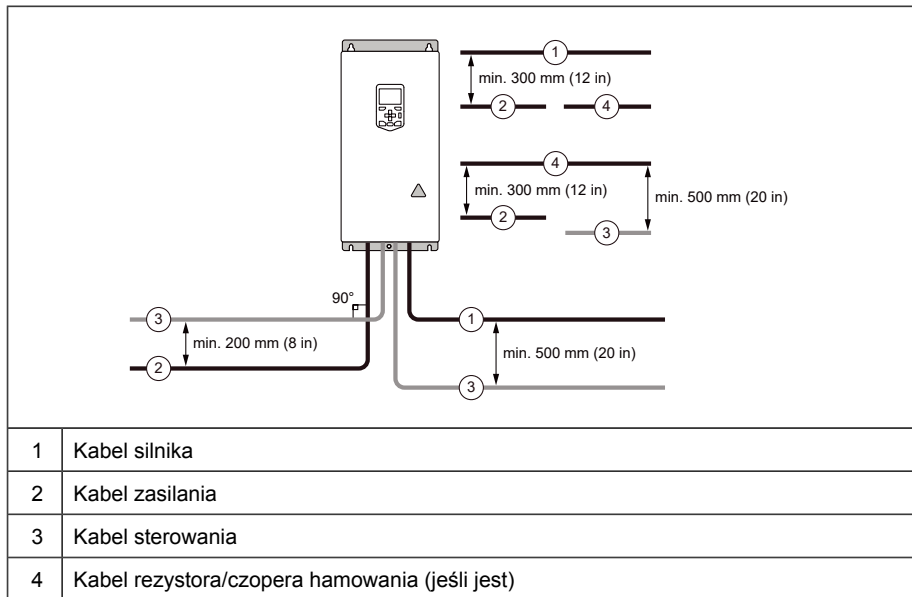 1
min. 300 mm (12 in)
2
4
4
min. 300 mm (12 in)
min. 500 mm (20 in)
2
3
90°
3
1
min. 200 mm (8 in)
min. 500 mm (20 in)
2
3
1 Kabel silnika
2 Kabel zasilania
3 Kabel sterowania
4 Kabel rezystora/czopera hamowania (jeśli jest)